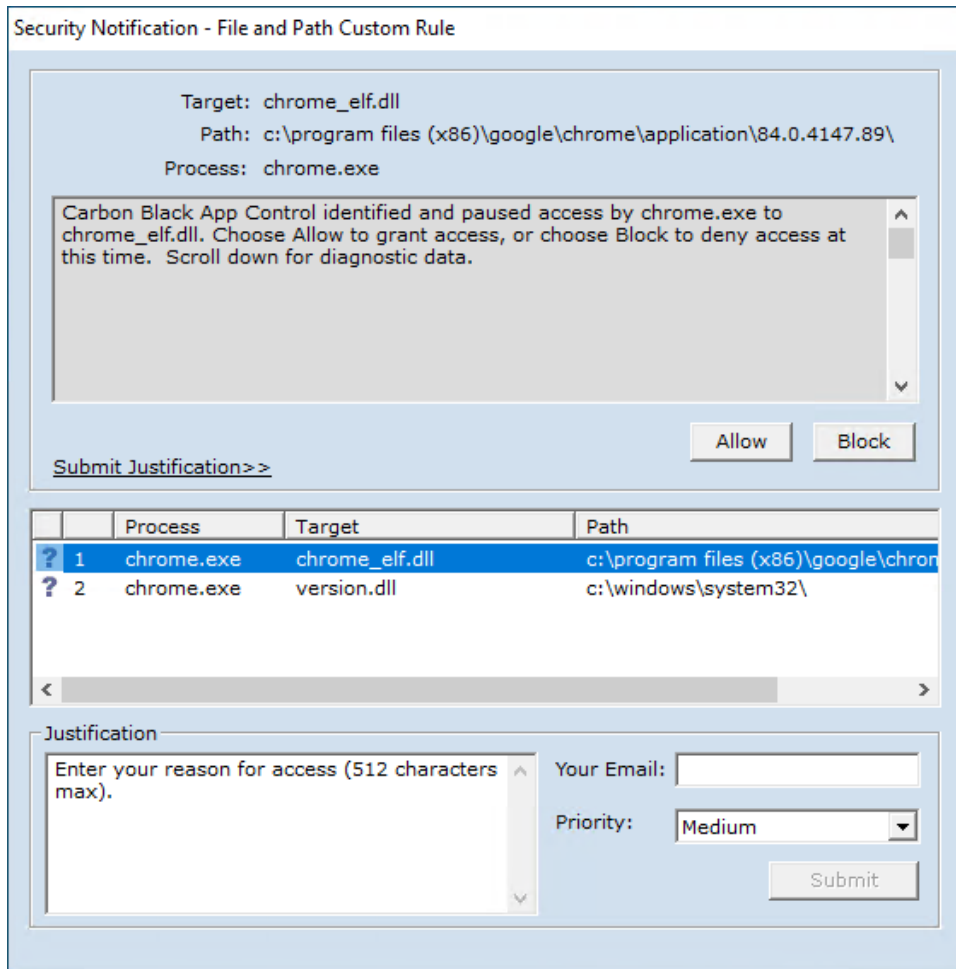 Security Notification - File and Path Custom Rule
Target: chrome_elf.dll
Path: c:\program files (x86)\google\chrome\application\84.0.4147.89\
Process: chrome.exe
Carbon Black App Control identified and paused access by chrome.exe to
chrome_elf.dll. Choose Allow to grant access, or choose Block to deny access at
this time.  Scroll down for diagnostic data.
Allow Block
Submit Justification>>
Process Target Path
? 1 chrome.exe chrome_elf.dll c:\program files (x86)\google\chron
? 2 chrome.exe version.dll c:\windows\system32\
Justification
Enter your reason for access (512 characters
max).
Your Email:
Priority: Medium
Submit